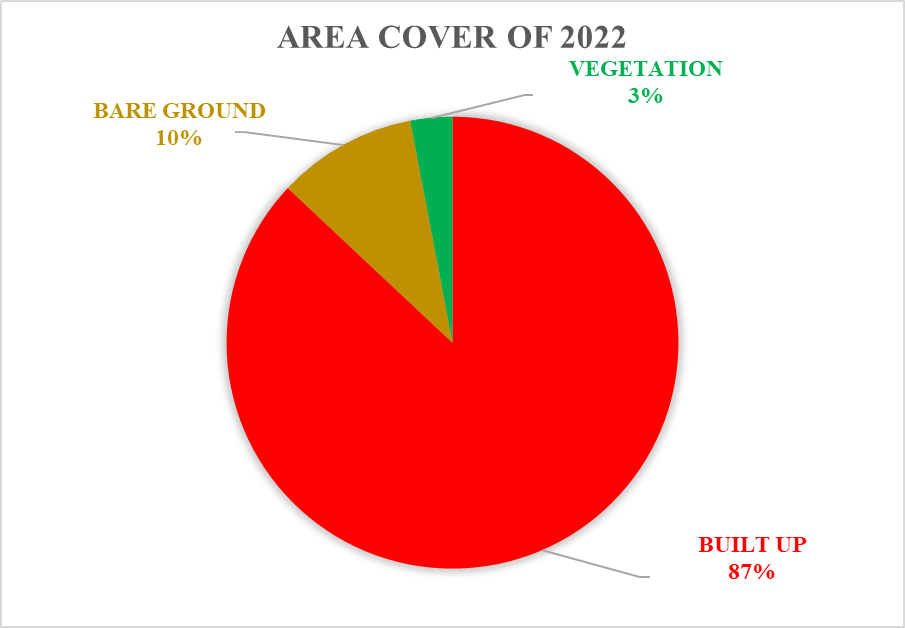 AREA COVER OF 2022
VEGETATION
3%
BARE GROUND
10%
BUILT UP
87%